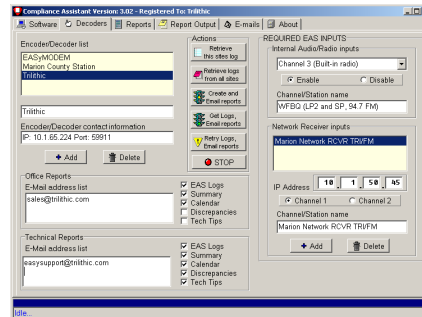 Compliance Assistant Version: 3.02 - Registered To: Trilithic
Software Decoders Reports Report Output E-mails About
Encoder/Decoder list
EASyMODEM
Marion County Station
Trilithic
Trilithic
Encoder/Decoder contact information
IP: 10.1.65.224 Port: 59911
+ Add Delete
Actions
Retrieve this sites log
Retrieve logs from all sites
Create and Email reports
Get Logs, Email reports
Retry Logs, Email reports
STOP
Office Reports
E-Mail address list
sales@trilithic.com
EAS Logs
Summary
Calendar
Discrepancies
Tech Tips
Technical Reports
E-Mail address list
easysupport@trilithic.com
EAS Logs
Summary
Calendar
Discrepancies
Tech Tips
REQUIRED EAS INPUTS
Internal Audio/Radio inputs
Channel 3 (Built-in radio)
Enable Disable
Channel/Station name
WFBQ (LP2 and SP, 94.7 FM)
Network Receiver inputs
Marion Network RCVR TRI/FM
IP Address 10 . 1 . 50 . 45
Channel 1 Channel 2
Channel/Station name
Marion Network RCVR TRI/FM
+ Add Delete
Idle...